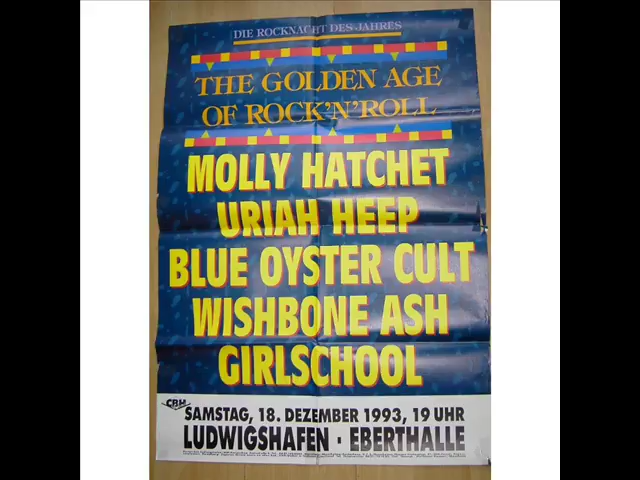 DIE ROCKNACHT DES JAHRES
THE GOLDEN AGE
OF ROCK'N'ROLL
MOLLY HATCHET
URIAH HEEP
BLUE OYSTER CULT
WISHBONE ASH
GIRLSCHOOL
CBH
SAMSTAG, 18. DEZEMBER 1993, 19 UHR
LUDWIGSHAFEN · EBERTHALLE